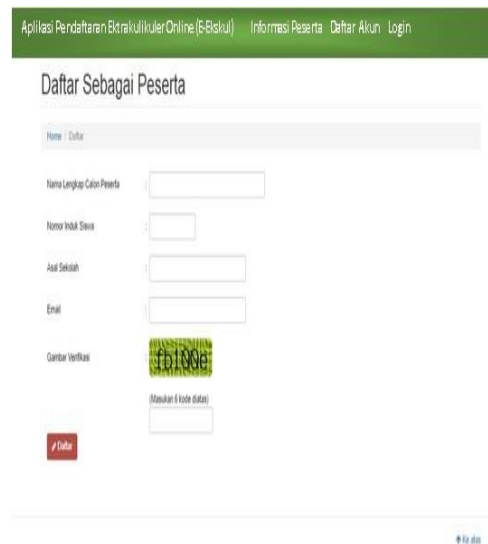 Aplikasi Pendaftaran Ektrakulikuler Online (E-Ekskul) Informasi Peserta Daftar Akun Login
Daftar Sebagai Peserta
Home / Daftar
Nama Lengkap Calon Peserta :
Nomor Induk Siswa :
Asal Sekolah :
Email :
Gambar Verifikasi : fb100e
(Masukan 6 kode diatas)
Daftar
Ke atas